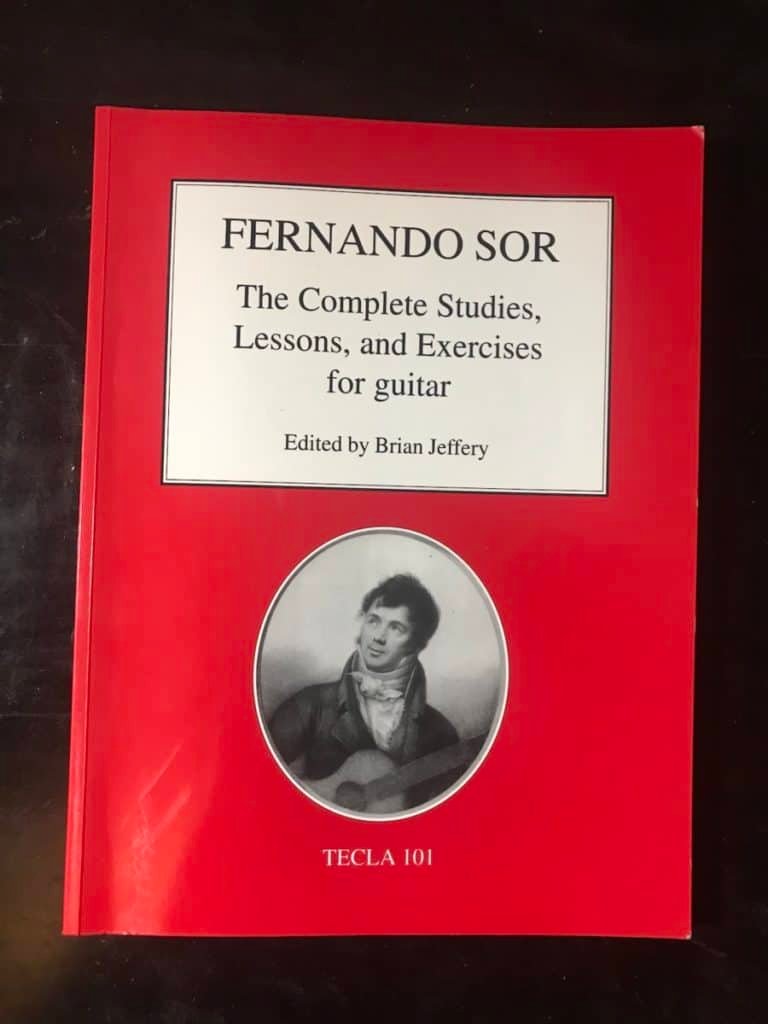 FERNANDO SOR
The Complete Studies,
Lessons, and Exercises
for guitar
Edited by Brian Jeffery
TECLA 101